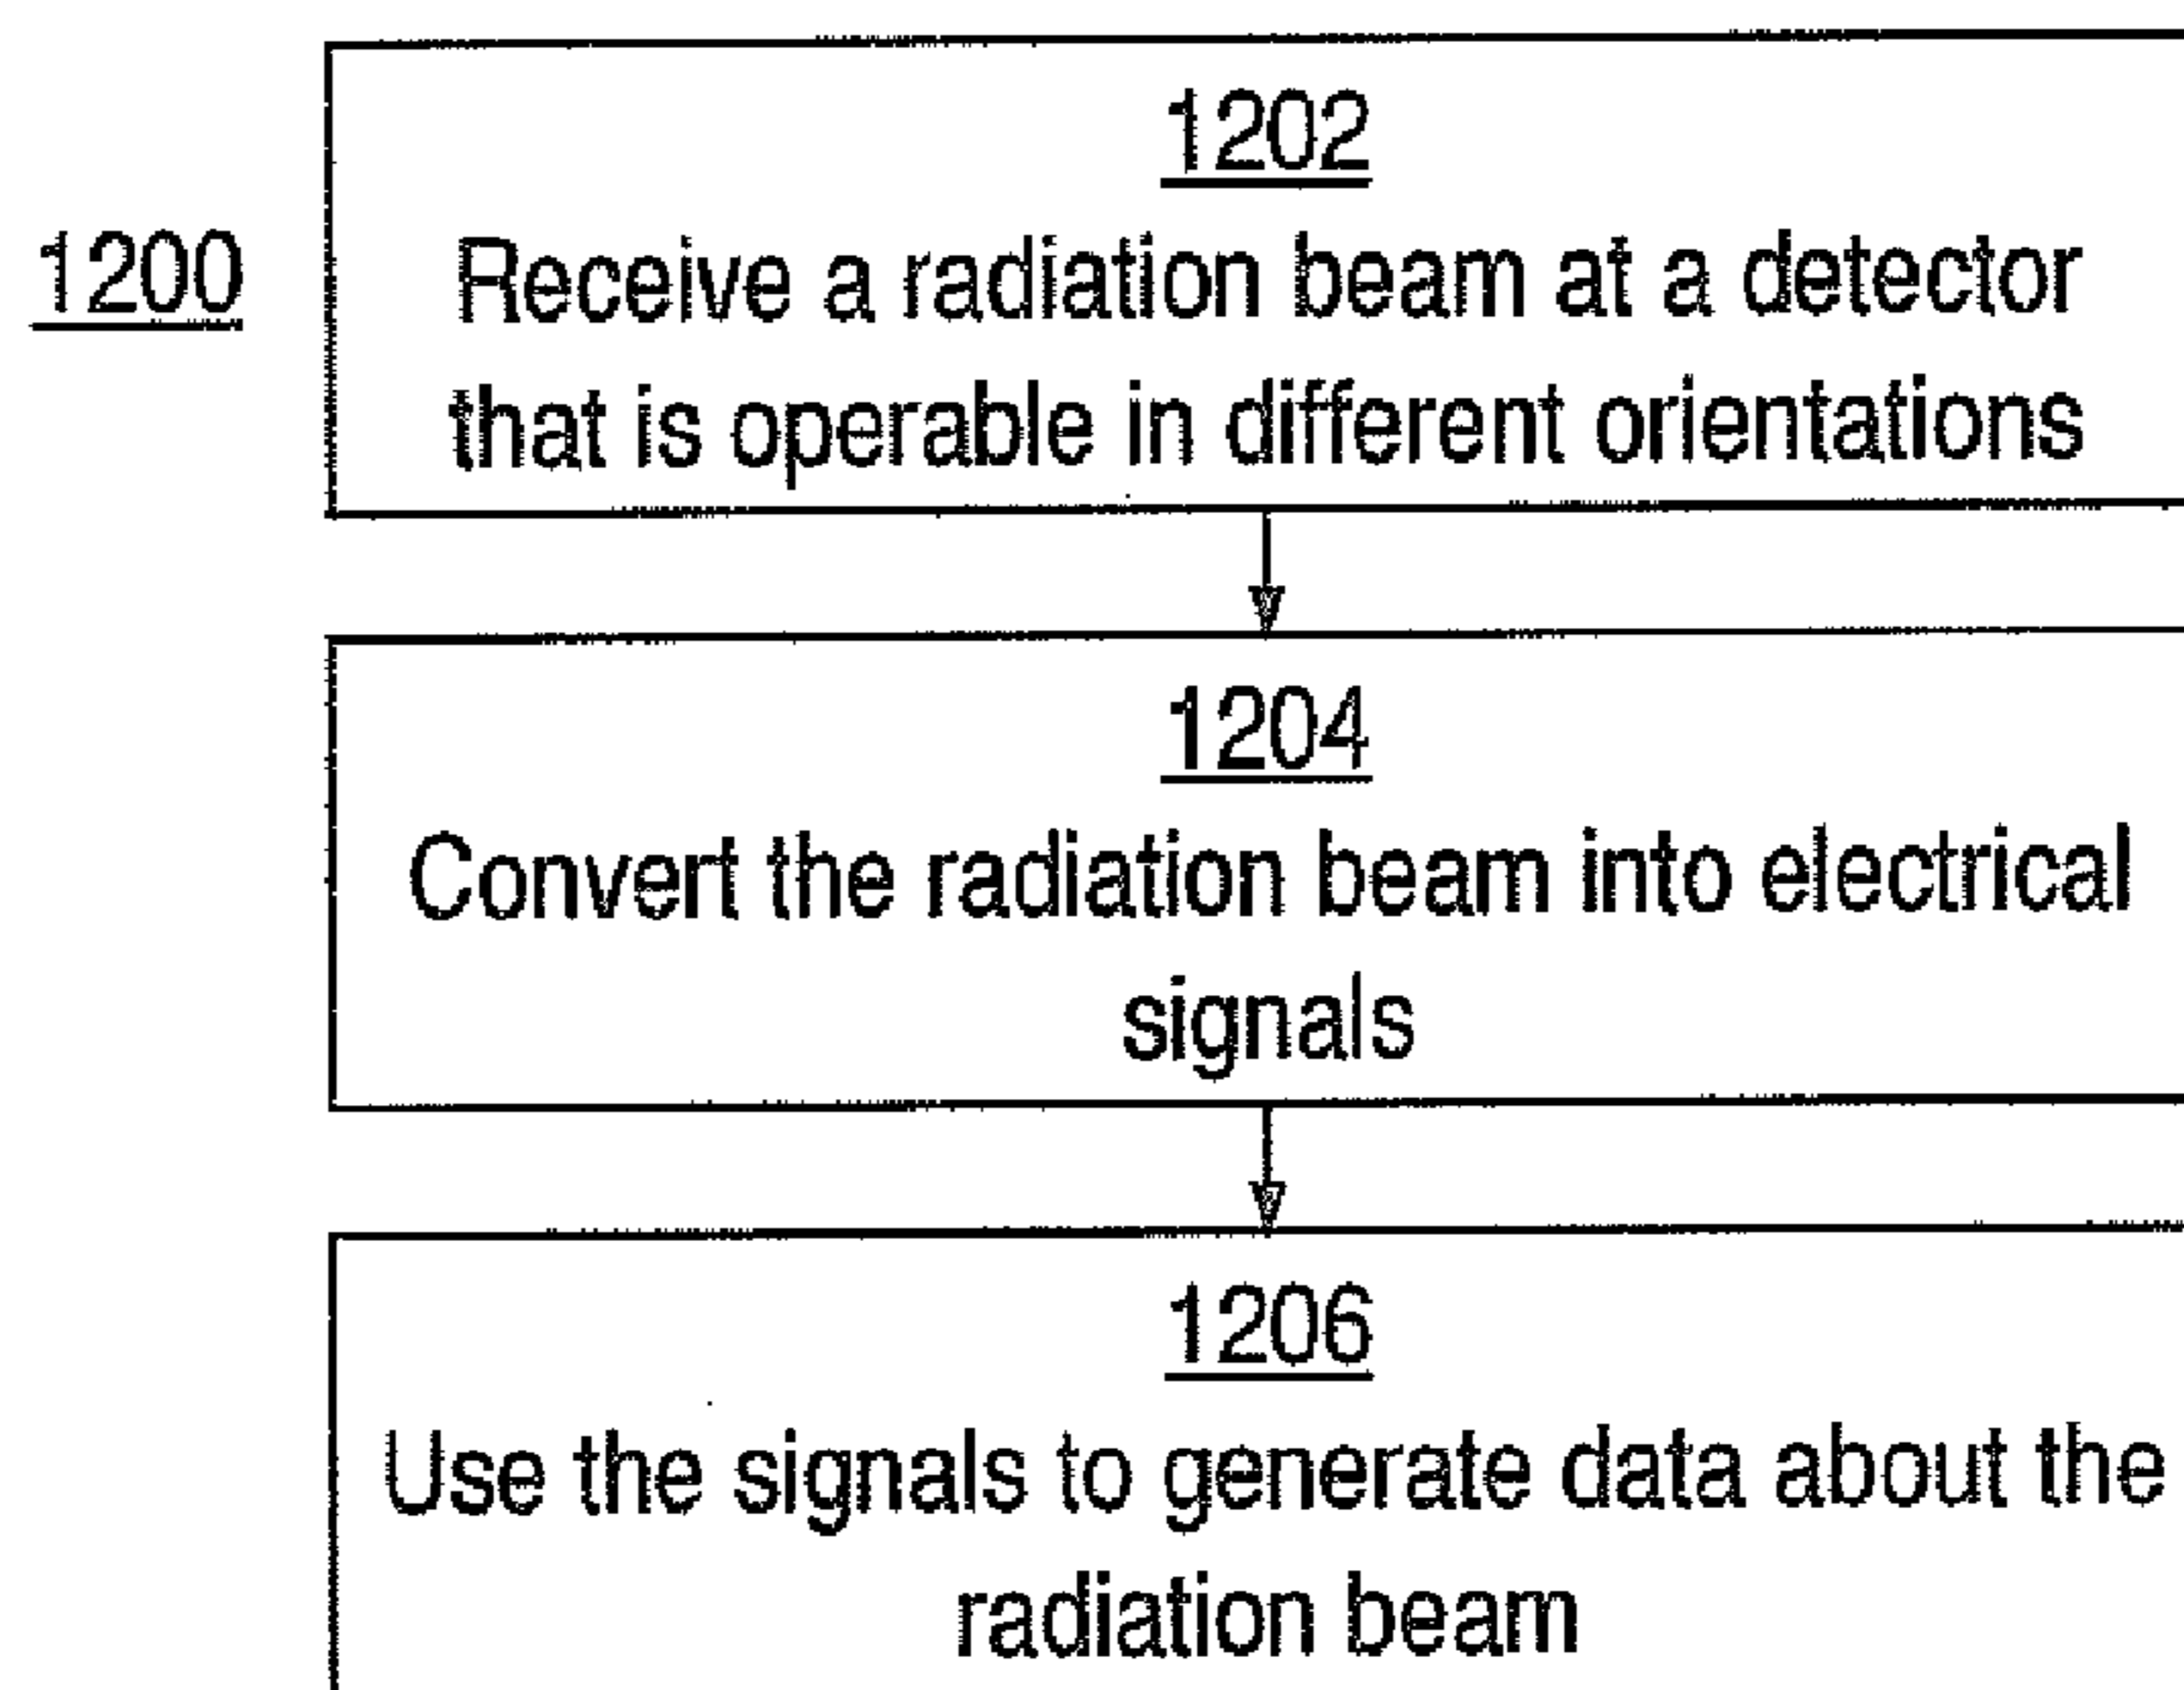 1202
1200
Receive a radiation beam at a detector
that is operable in different orientations
1204
Convert the radiation beam into electrical
signals
1206
Use the signals to generate data about the
radiation beam